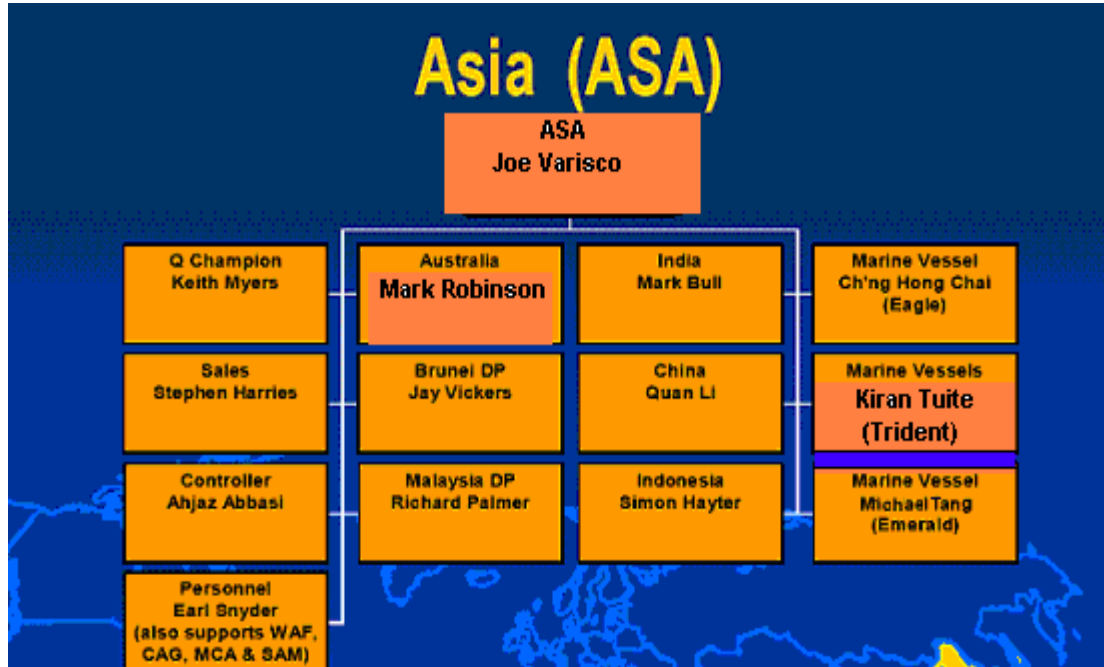 Asia (ASA)
ASA
Joe Varisco
Q Champion
Keith Myers
Australia
Mark Robinson
India
Mark Bull
Marine Vessel
Ch'ng Hong Chai
(Eagle)
Sales
Stephen Harries
Brunei DP
Jay Vickers
China
Quan Li
Marine Vessels
Kiran Tuite
(Trident)
Controller
Ahjaz Abbasi
Malaysia DP
Richard Palmer
Indonesia
Simon Hayter
Marine Vessel
Michael Tang
(Emerald)
Personnel
Earl Snyder
(also supports WAF,
CAG, MCA & SAM)